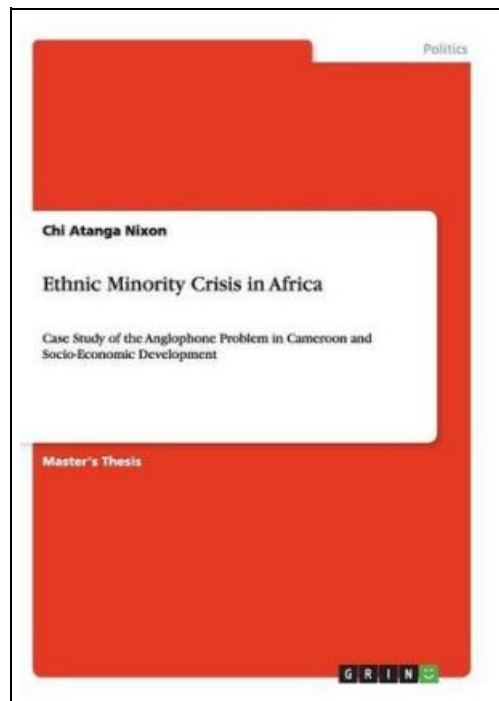 Politics
Chi Atanga Nixon
Ethnic Minority Crisis in Africa
Case Study of the Anglophone Problem in Cameroon and
Socio-Economic Development
Master's Thesis
GRIN